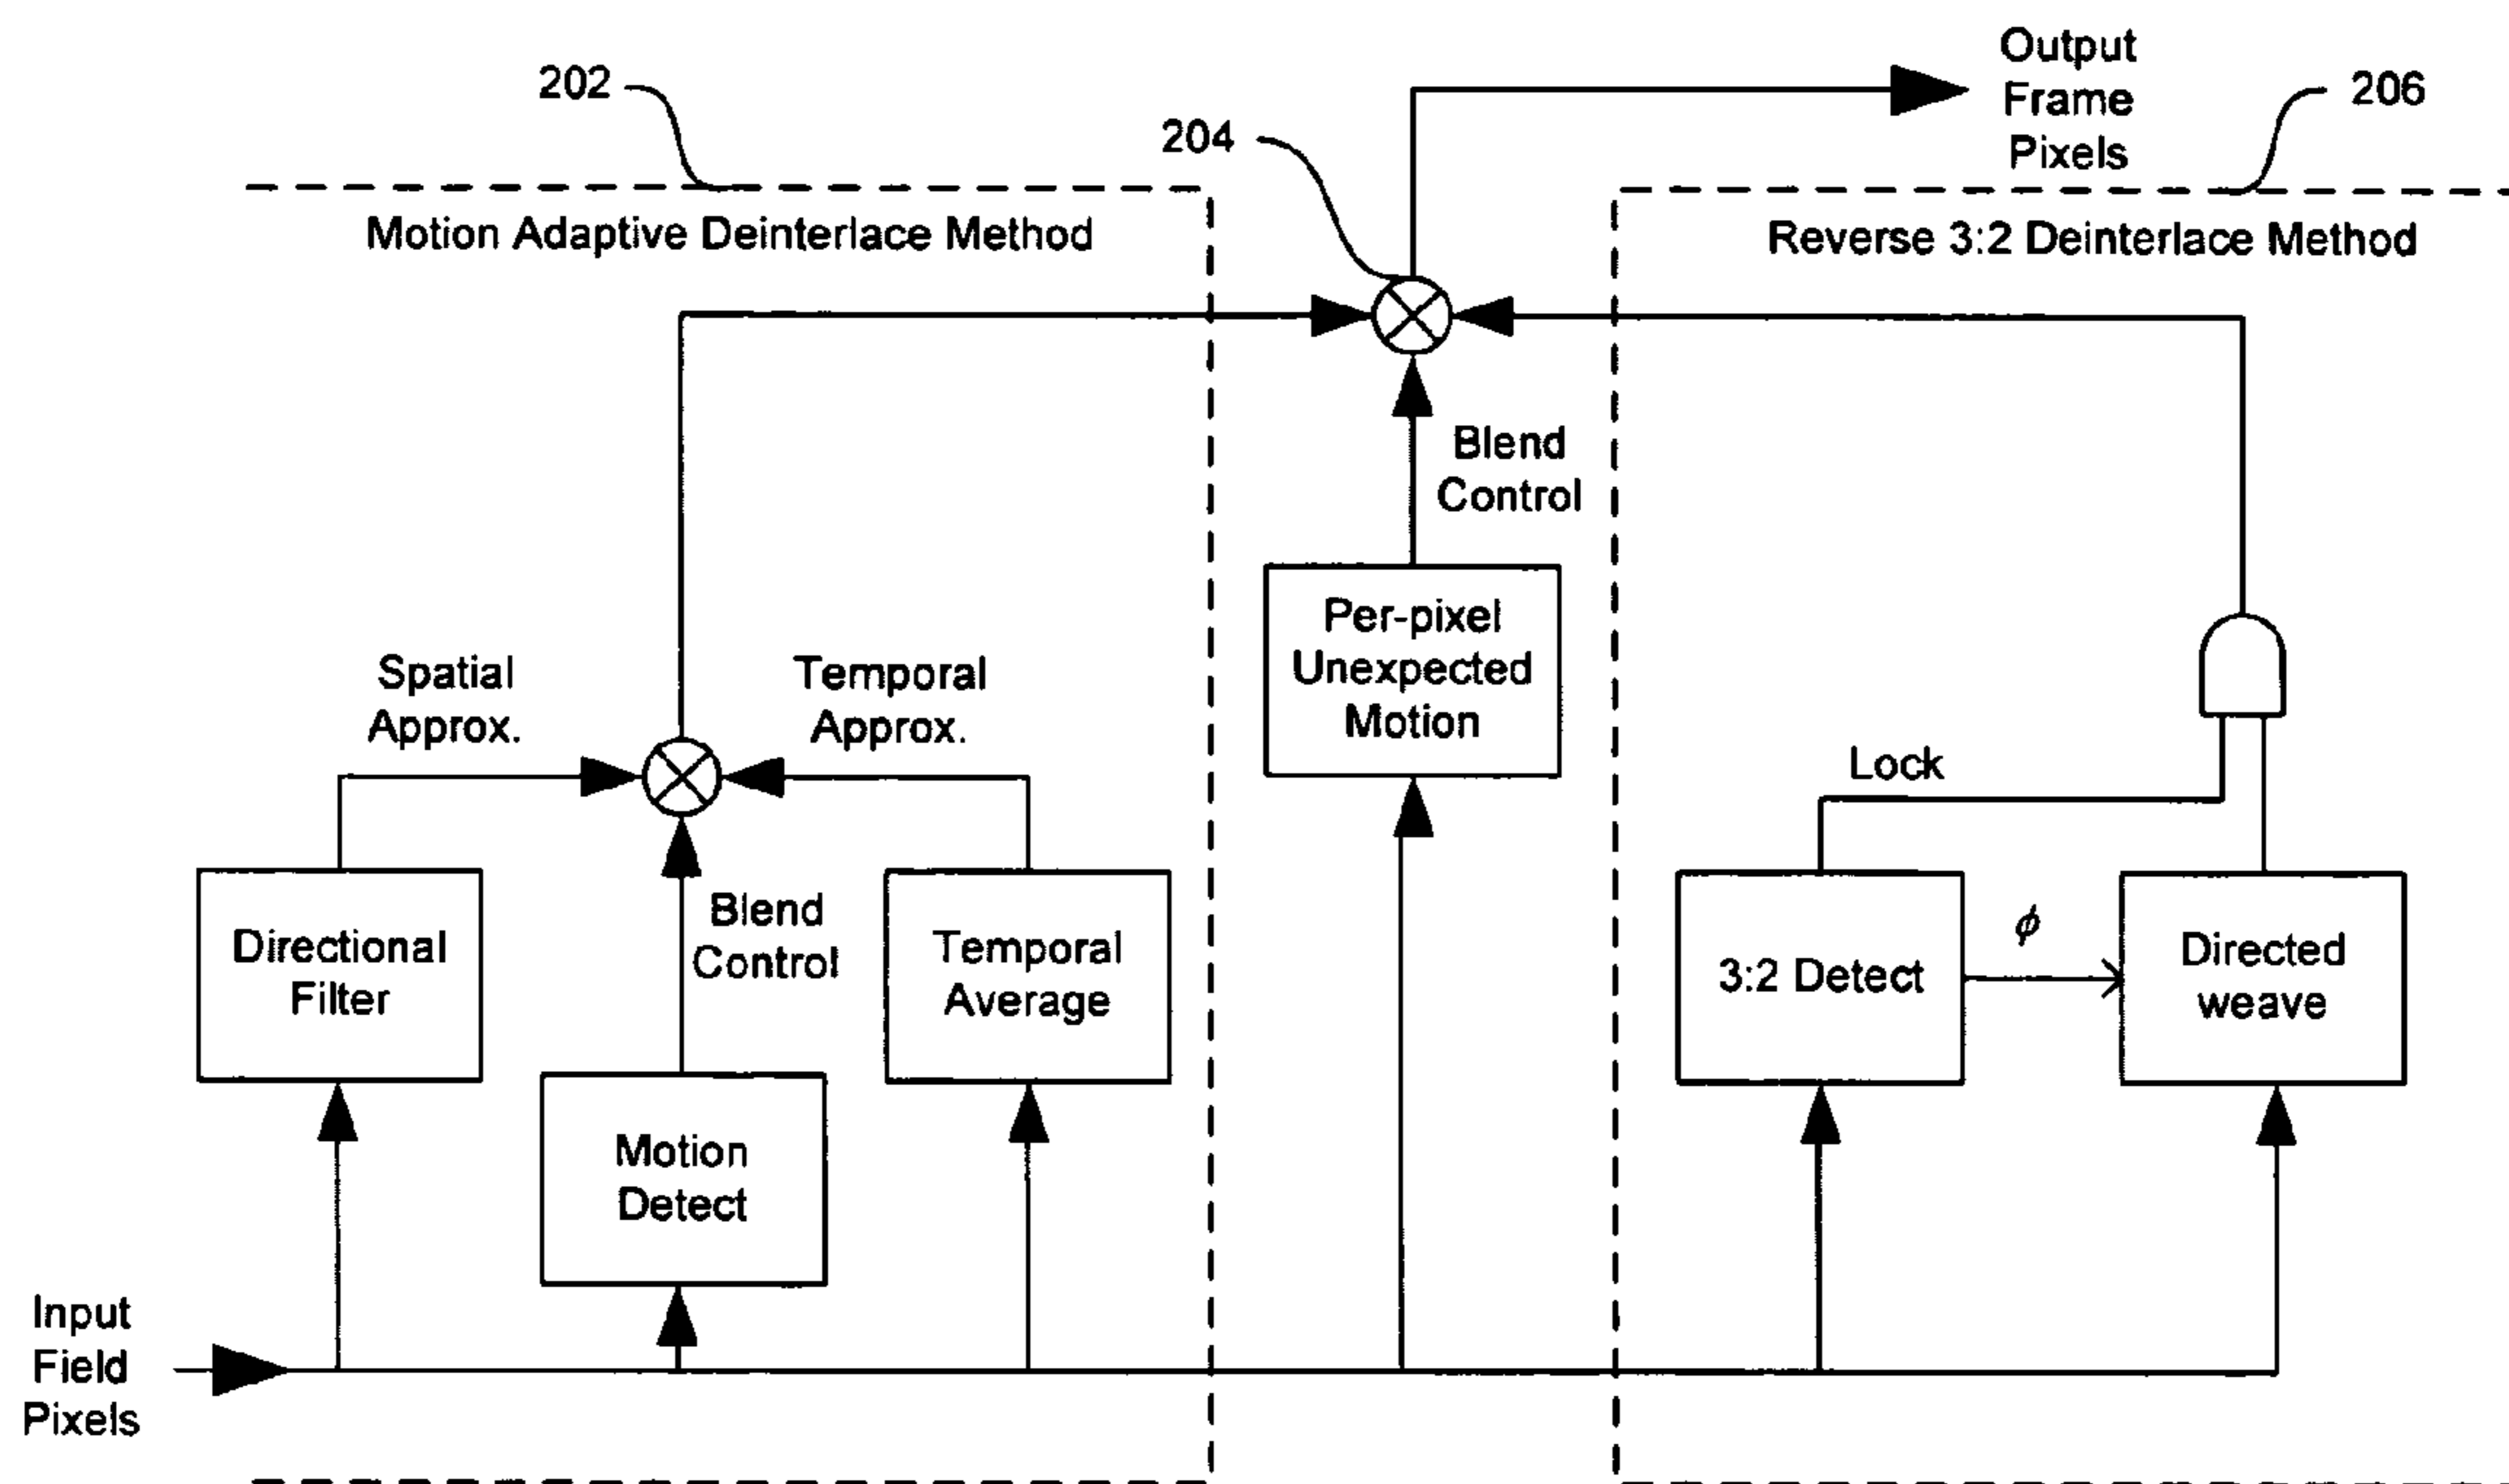 Output
Frame
Pixels
202
204
206
Motion Adaptive Deinterlace Method
Reverse 3:2 Deinterlace Method
Blend
Control
Per-pixel
Unexpected
Motion
Spatial
Approx.
Temporal
Approx.
Lock
Directional
Filter
Blend
Control
Temporal
Average
3:2 Detect
ϕ
Directed
weave
Motion
Detect
Input
Field
Pixels